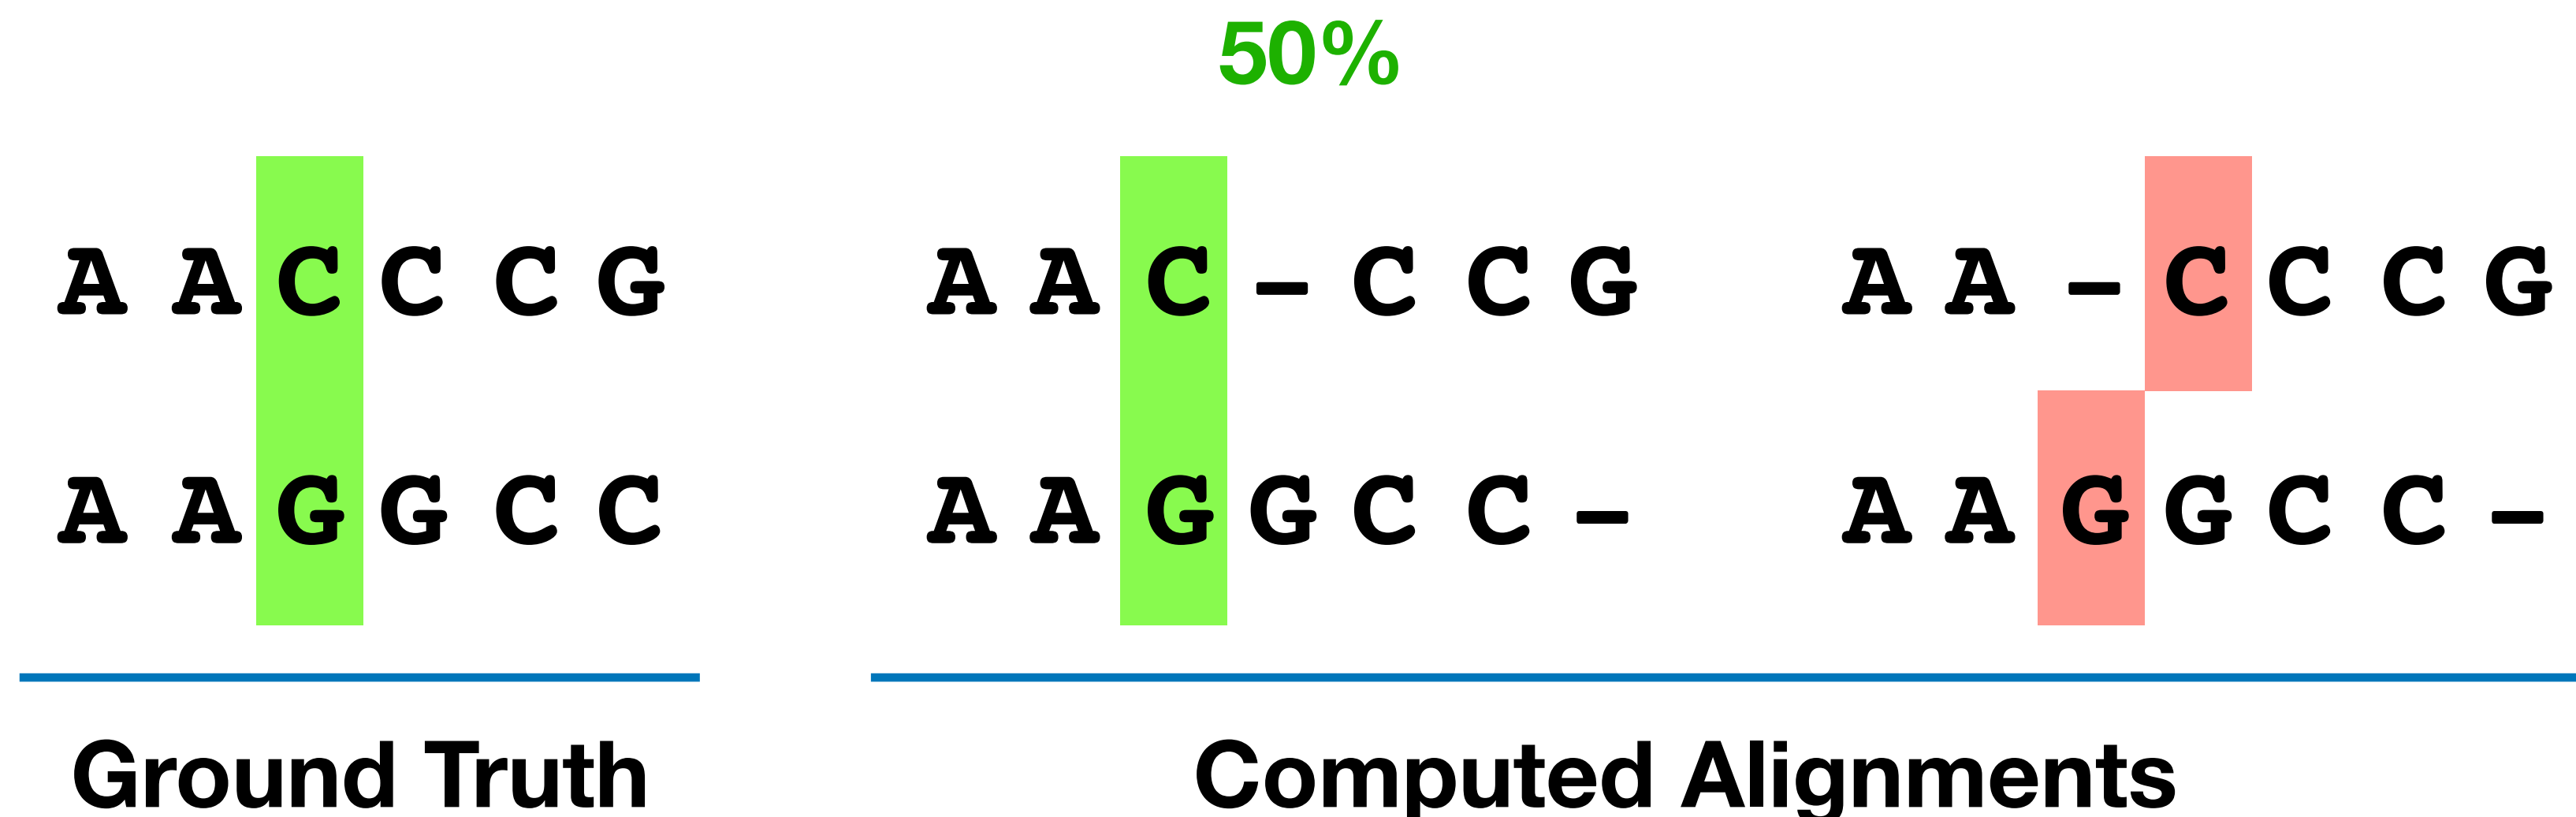 50%
A A C C C G A A C – C C G A A – C C C G
A A G G C C A A G G C C – A A G G C C –
Ground Truth Computed Alignments